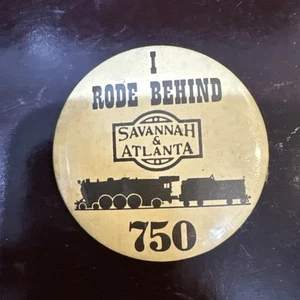 I
RODE BEHIND
SAVANNAH
&
ATLANTA
750